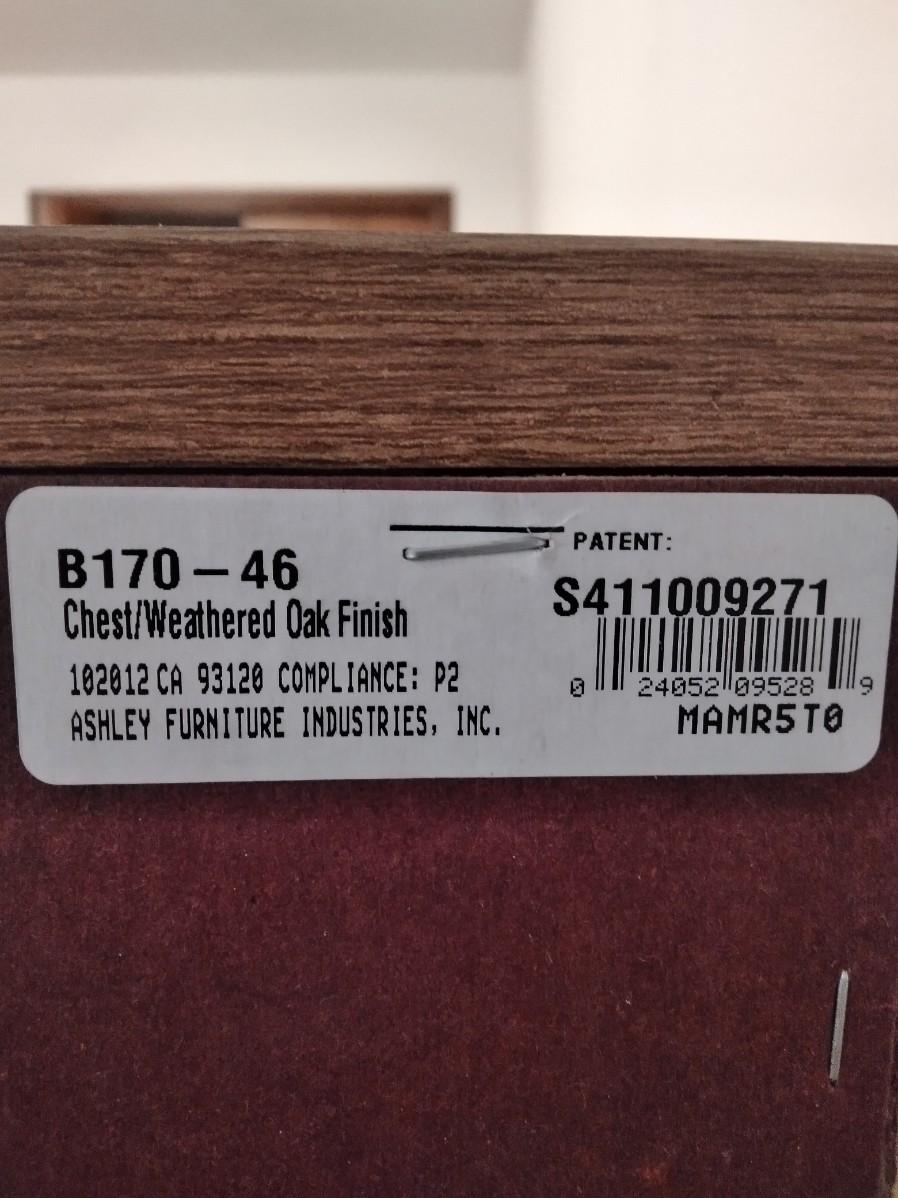 B170-46
Chest/Weathered Oak Finish
102012 CA 93120 COMPLIANCE: P2
ASHLEY FURNITURE INDUSTRIES, INC.
PATENT:
S411009271
0 24052 09528 9
MAMR5T0